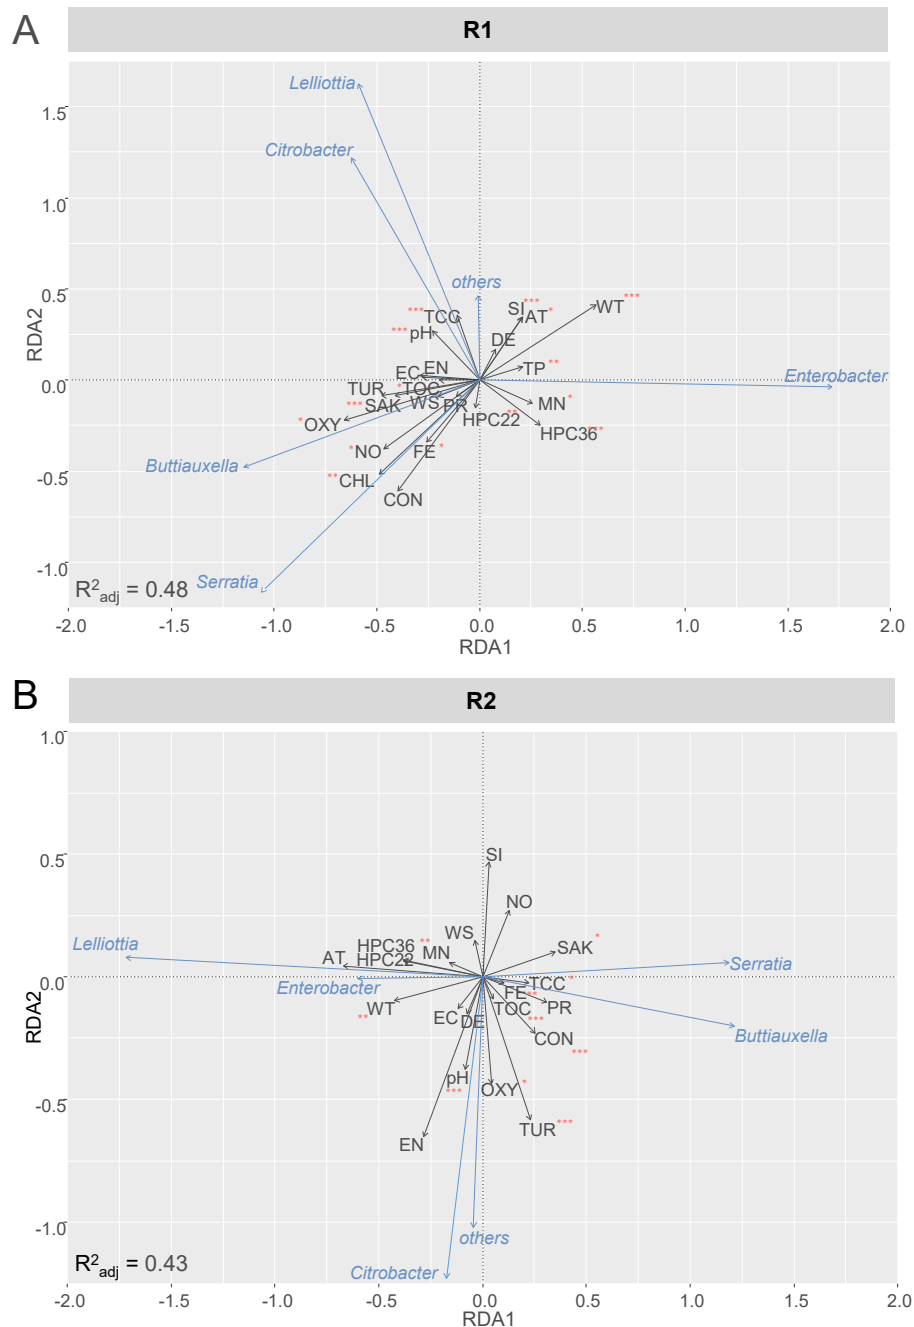 A
R1
Lelliottia
1.5
Citrobacter
1.0
others
0.5
***
TCC
***
SI
AT
*
WT
***
***
pH
DE
RDA2
EC
EN
TP
**
Enterobacter
0.0
TUR
*
TOC
***
SAK
WS
PR
MN
*
*
OXY
HPC22
**
HPC36
***
*
NO
FE
*
Buttiauxella
-0.5
**
CHL
CON
-1.0
Serratia
R²adj = 0.48
-2.0 -1.5 -1.0 -0.5 0.0 0.5 1.0 1.5 2.0
RDA1
B
R2
1.0
SI
0.5
NO
WS
SAK
*
Lelliottia
HPC36
**
MN
AT
HPC22
Serratia
0.0
Enterobacter
TCC
*
FE
**
WT
**
EC
DE
TOC
PR
***
RDA2
CON
***
Buttiauxella
pH
***
OXY
*
-0.5
EN
TUR
***
-1.0
others
Citrobacter
R²adj = 0.43
-2.0 -1.5 -1.0 -0.5 0.0 0.5 1.0 1.5 2.0
RDA1